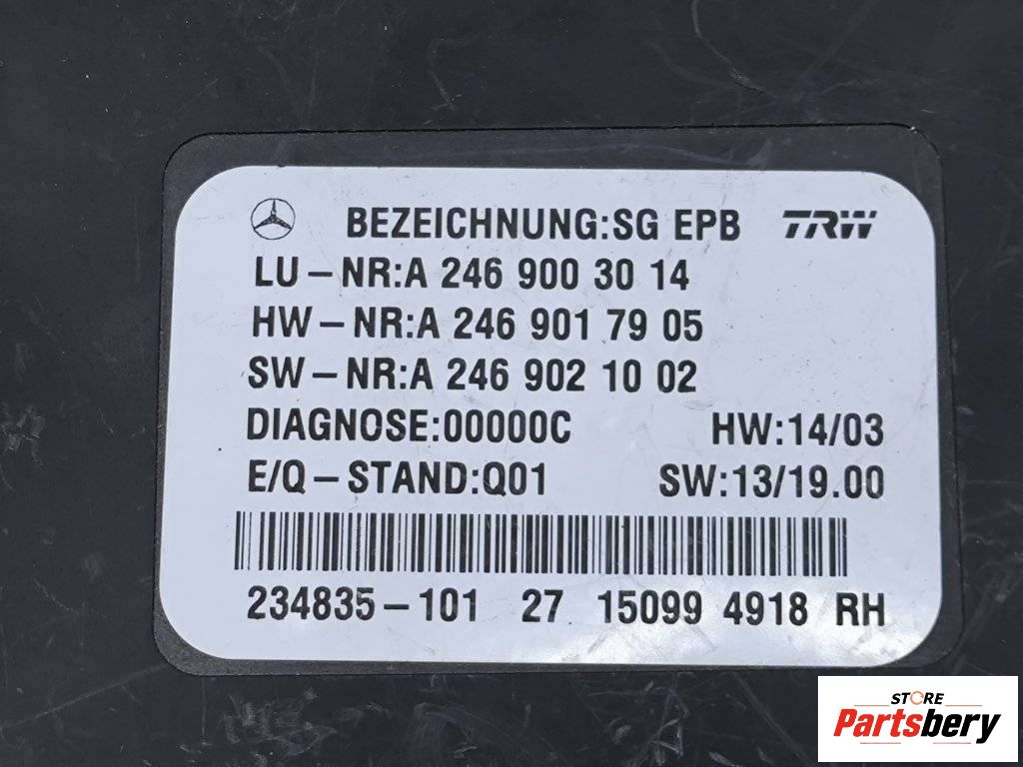 BEZEICHNUNG:SG EPB TRW
LU-NR:A 246 900 30 14
HW-NR:A 246 901 79 05
SW-NR:A 246 902 10 02
DIAGNOSE:00000C HW:14/03
E/Q-STAND:Q01 SW:13/19.00
234835-101 27 150994 4918 RH
STORE
Partsbery